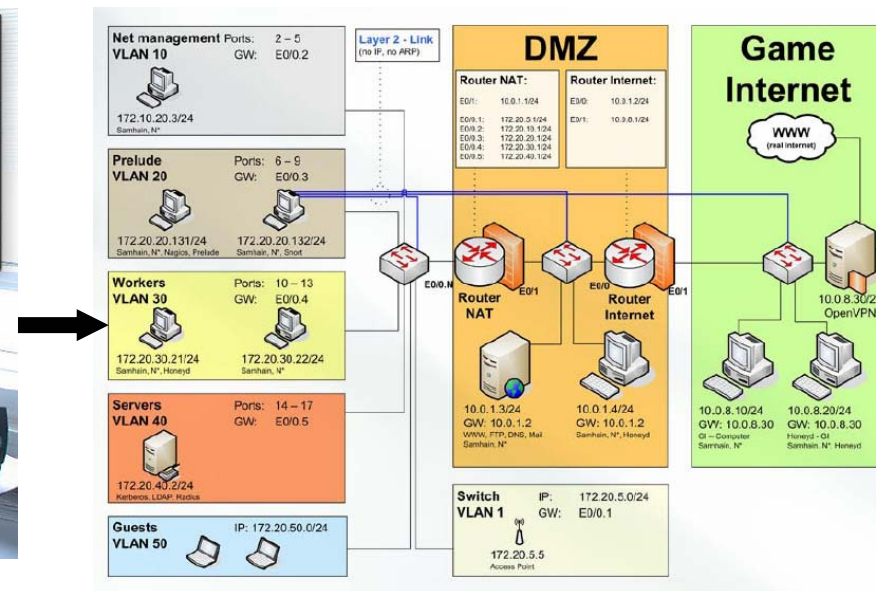 Net management Ports: 2 – 5
VLAN 10 GW: E0/0.2
172.10.20.3/24
Samhain, N*
Prelude Ports: 6 – 9
VLAN 20 GW: E0/0.3
172.20.20.131/24 172.20.20.132/24
Samhain, N*, Nagios, Prelude Samhain, N*, Snort
Workers Ports: 10 – 13
VLAN 30 GW: E0/0.4
172.20.30.21/24 172.20.30.22/24
Samhain, N*, Honeyd Samhain, N*
Servers Ports: 14 – 17
VLAN 40 GW: E0/0.5
172.20.40.2/24
Kerberos, LDAP, Radius
Guests IP: 172.20.50.0/24
VLAN 50
Layer 2 - Link
(no IP, no ARP)
DMZ
Router NAT:
E0/1: 10.0.1.1/24
E0/0.1: 172.20.5.1/24
E0/0.2: 172.20.10.1/24
E0/0.3: 172.20.20.1/24
E0/0.4: 172.20.30.1/24
E0/0.5: 172.20.40.1/24
Router Internet:
E0/0: 10.0.1.2/24
E0/1: 10.0.8.1/24
E0/0.N
Router
NAT
E0/1
E0/0
Router
Internet
E0/1
10.0.1.3/24
GW: 10.0.1.2
WWW, FTP, DNS, Mail
Samhain, N*
10.0.1.4/24
GW: 10.0.1.2
Samhain, N*, Honeyd
Switch IP: 172.20.5.0/24
VLAN 1 GW: E0/0.1
172.20.5.5
Access Point
Game
Internet
WWW
(real internet)
10.0.8.30/2
OpenVPN
10.0.8.10/24
GW: 10.0.8.30
GI – Computer
Samhain, N*
10.0.8.20/24
GW: 10.0.8.30
Honeyd - GI
Samhain, N*, Honeyd